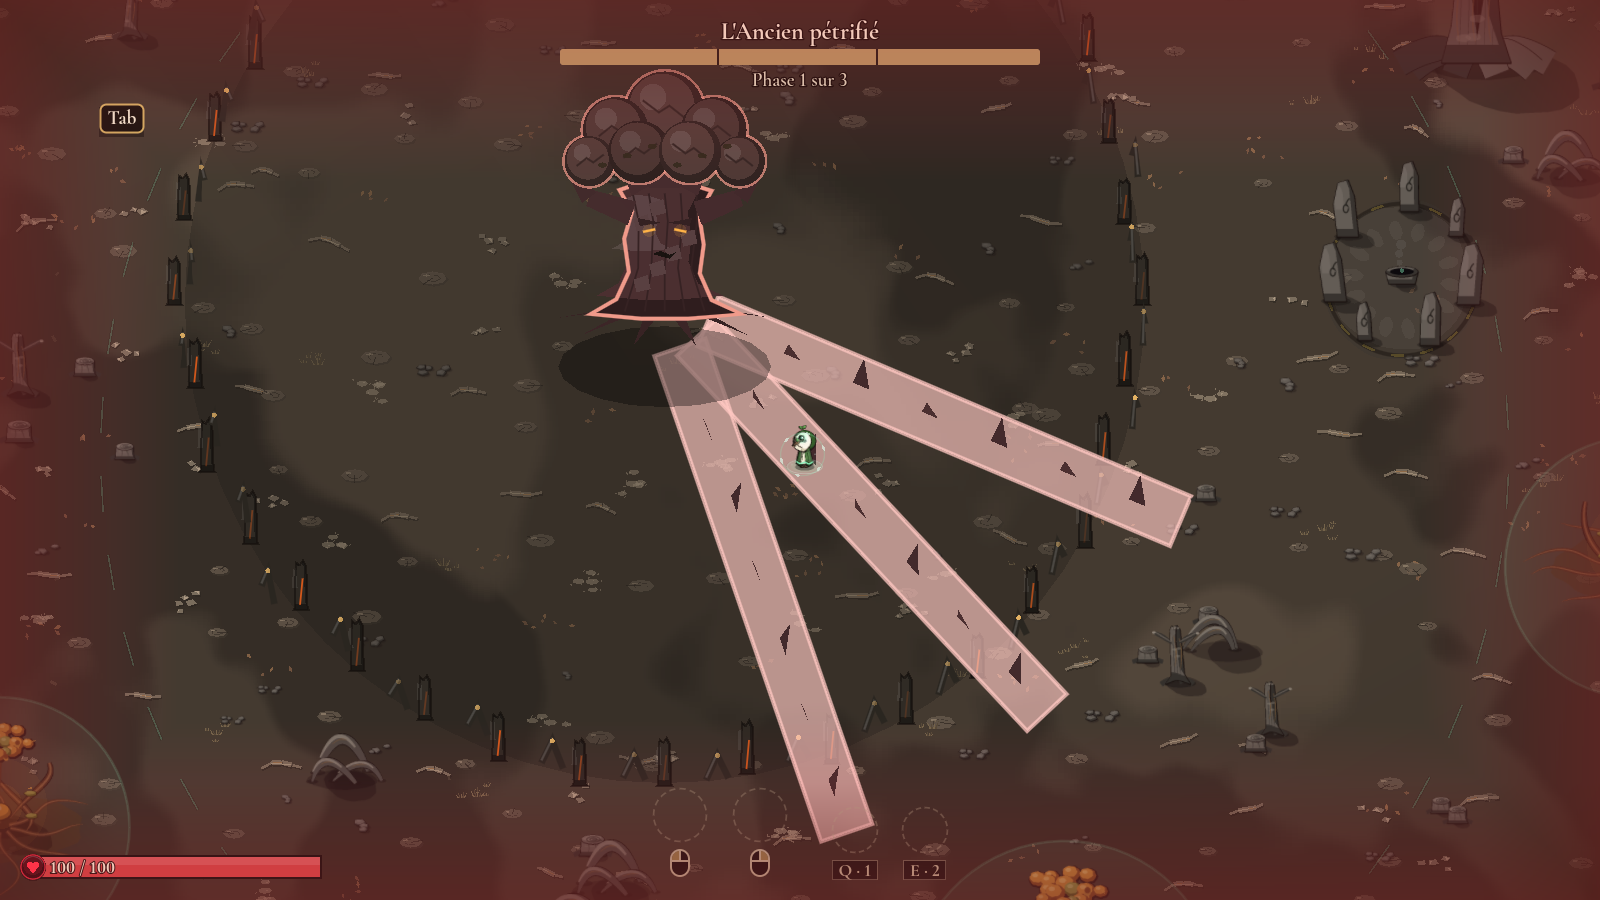 L'Ancien pétrifié
Phase 1 sur 3
Tab
100 / 100
Q · 1
E · 2